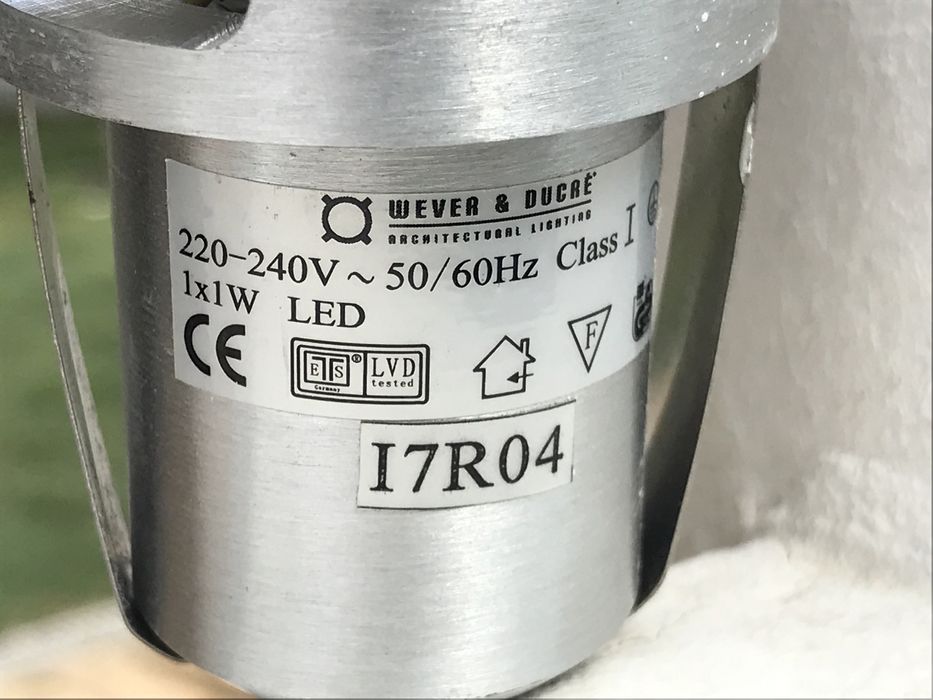 WEVER & DUCRÉ
ARCHITECTURAL LIGHTING
220-240V ~ 50/60Hz Class I
1x1W LED
CE
ETS ® LVD
Germany tested
F
I7R04